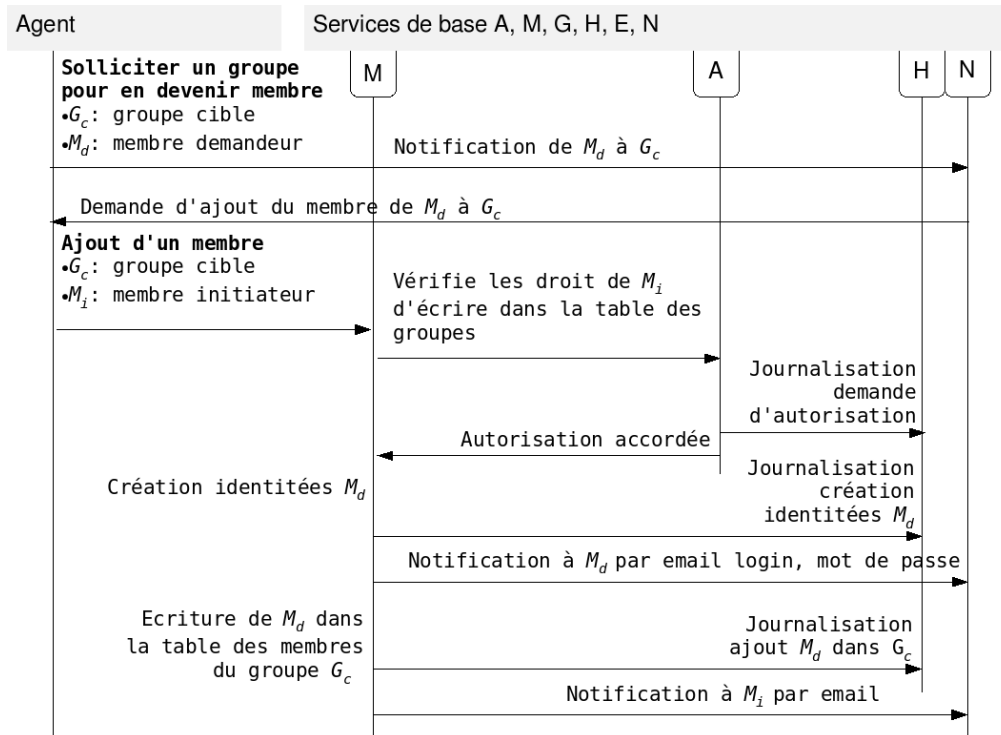 Agent
Services de base A, M, G, H, E, N
M
A
H
N
Solliciter un groupe
pour en devenir membre
•Gc: groupe cible
•Md: membre demandeur
Notification de Md à Gc
Demande d'ajout du membre de Md à Gc
Ajout d'un membre
•Gc: groupe cible
•Mi: membre initiateur
Vérifie les droit de Mi
d'écrire dans la table des
groupes
Journalisation
demande
d'autorisation
Autorisation accordée
Création identitées Md
Journalisation
création
identitées Md
Notification à Md par email login, mot de passe
Ecriture de Md dans
la table des membres
du groupe Gc
Journalisation
ajout Md dans Gc
Notification à Mi par email